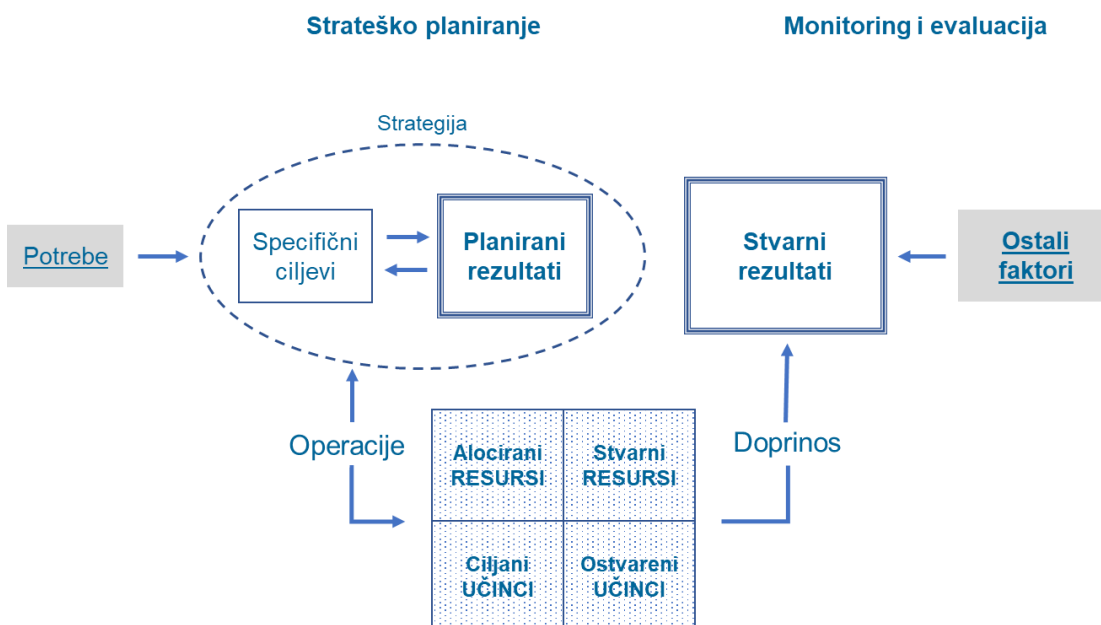 Strateško planiranje
Monitoring i evaluacija
Strategija
Potrebe
Specifični
ciljevi
Planirani
rezultati
Stvarni
rezultati
Ostali
faktori
Operacije
Alocirani
RESURSI
Stvarni
RESURSI
Doprinos
Ciljani
UČINCI
Ostvareni
UČINCI